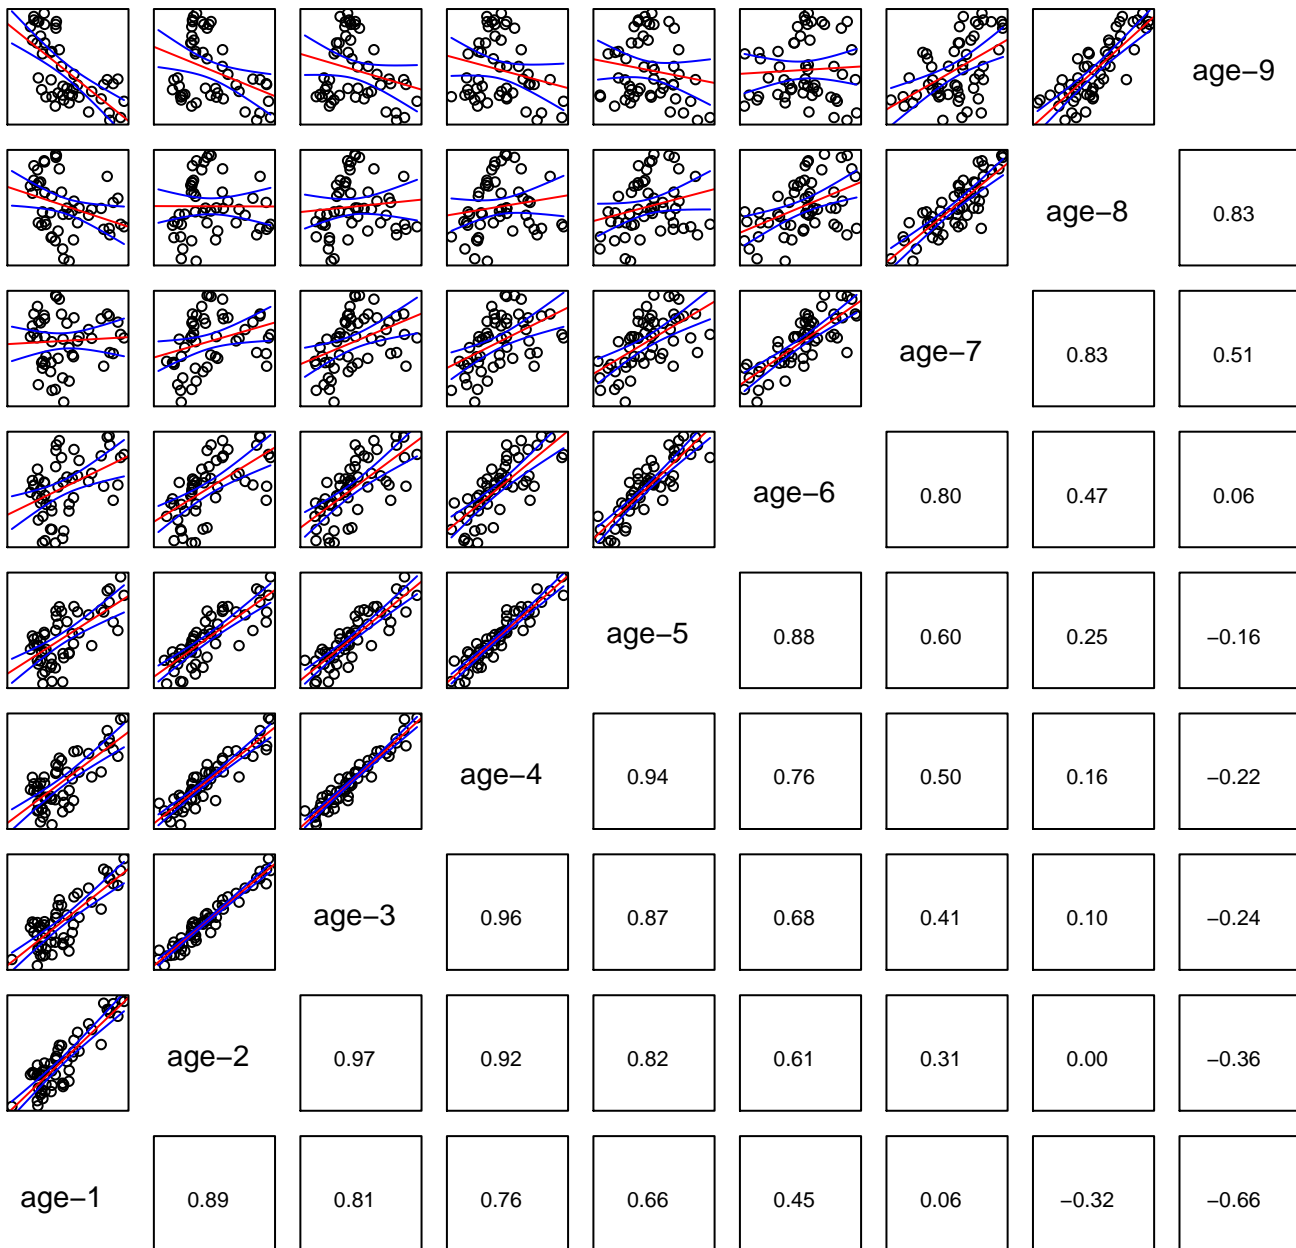 age−9
age−8 0.83
age−7 0.83 0.51
age−6 0.80 0.47 0.06
age−5 0.88 0.60 0.25 −0.16
age−4 0.94 0.76 0.50 0.16 −0.22
age−3 0.96 0.87 0.68 0.41 0.10 −0.24
age−2 0.97 0.92 0.82 0.61 0.31 0.00 −0.36
age−1 0.89 0.81 0.76 0.66 0.45 0.06 −0.32 −0.66